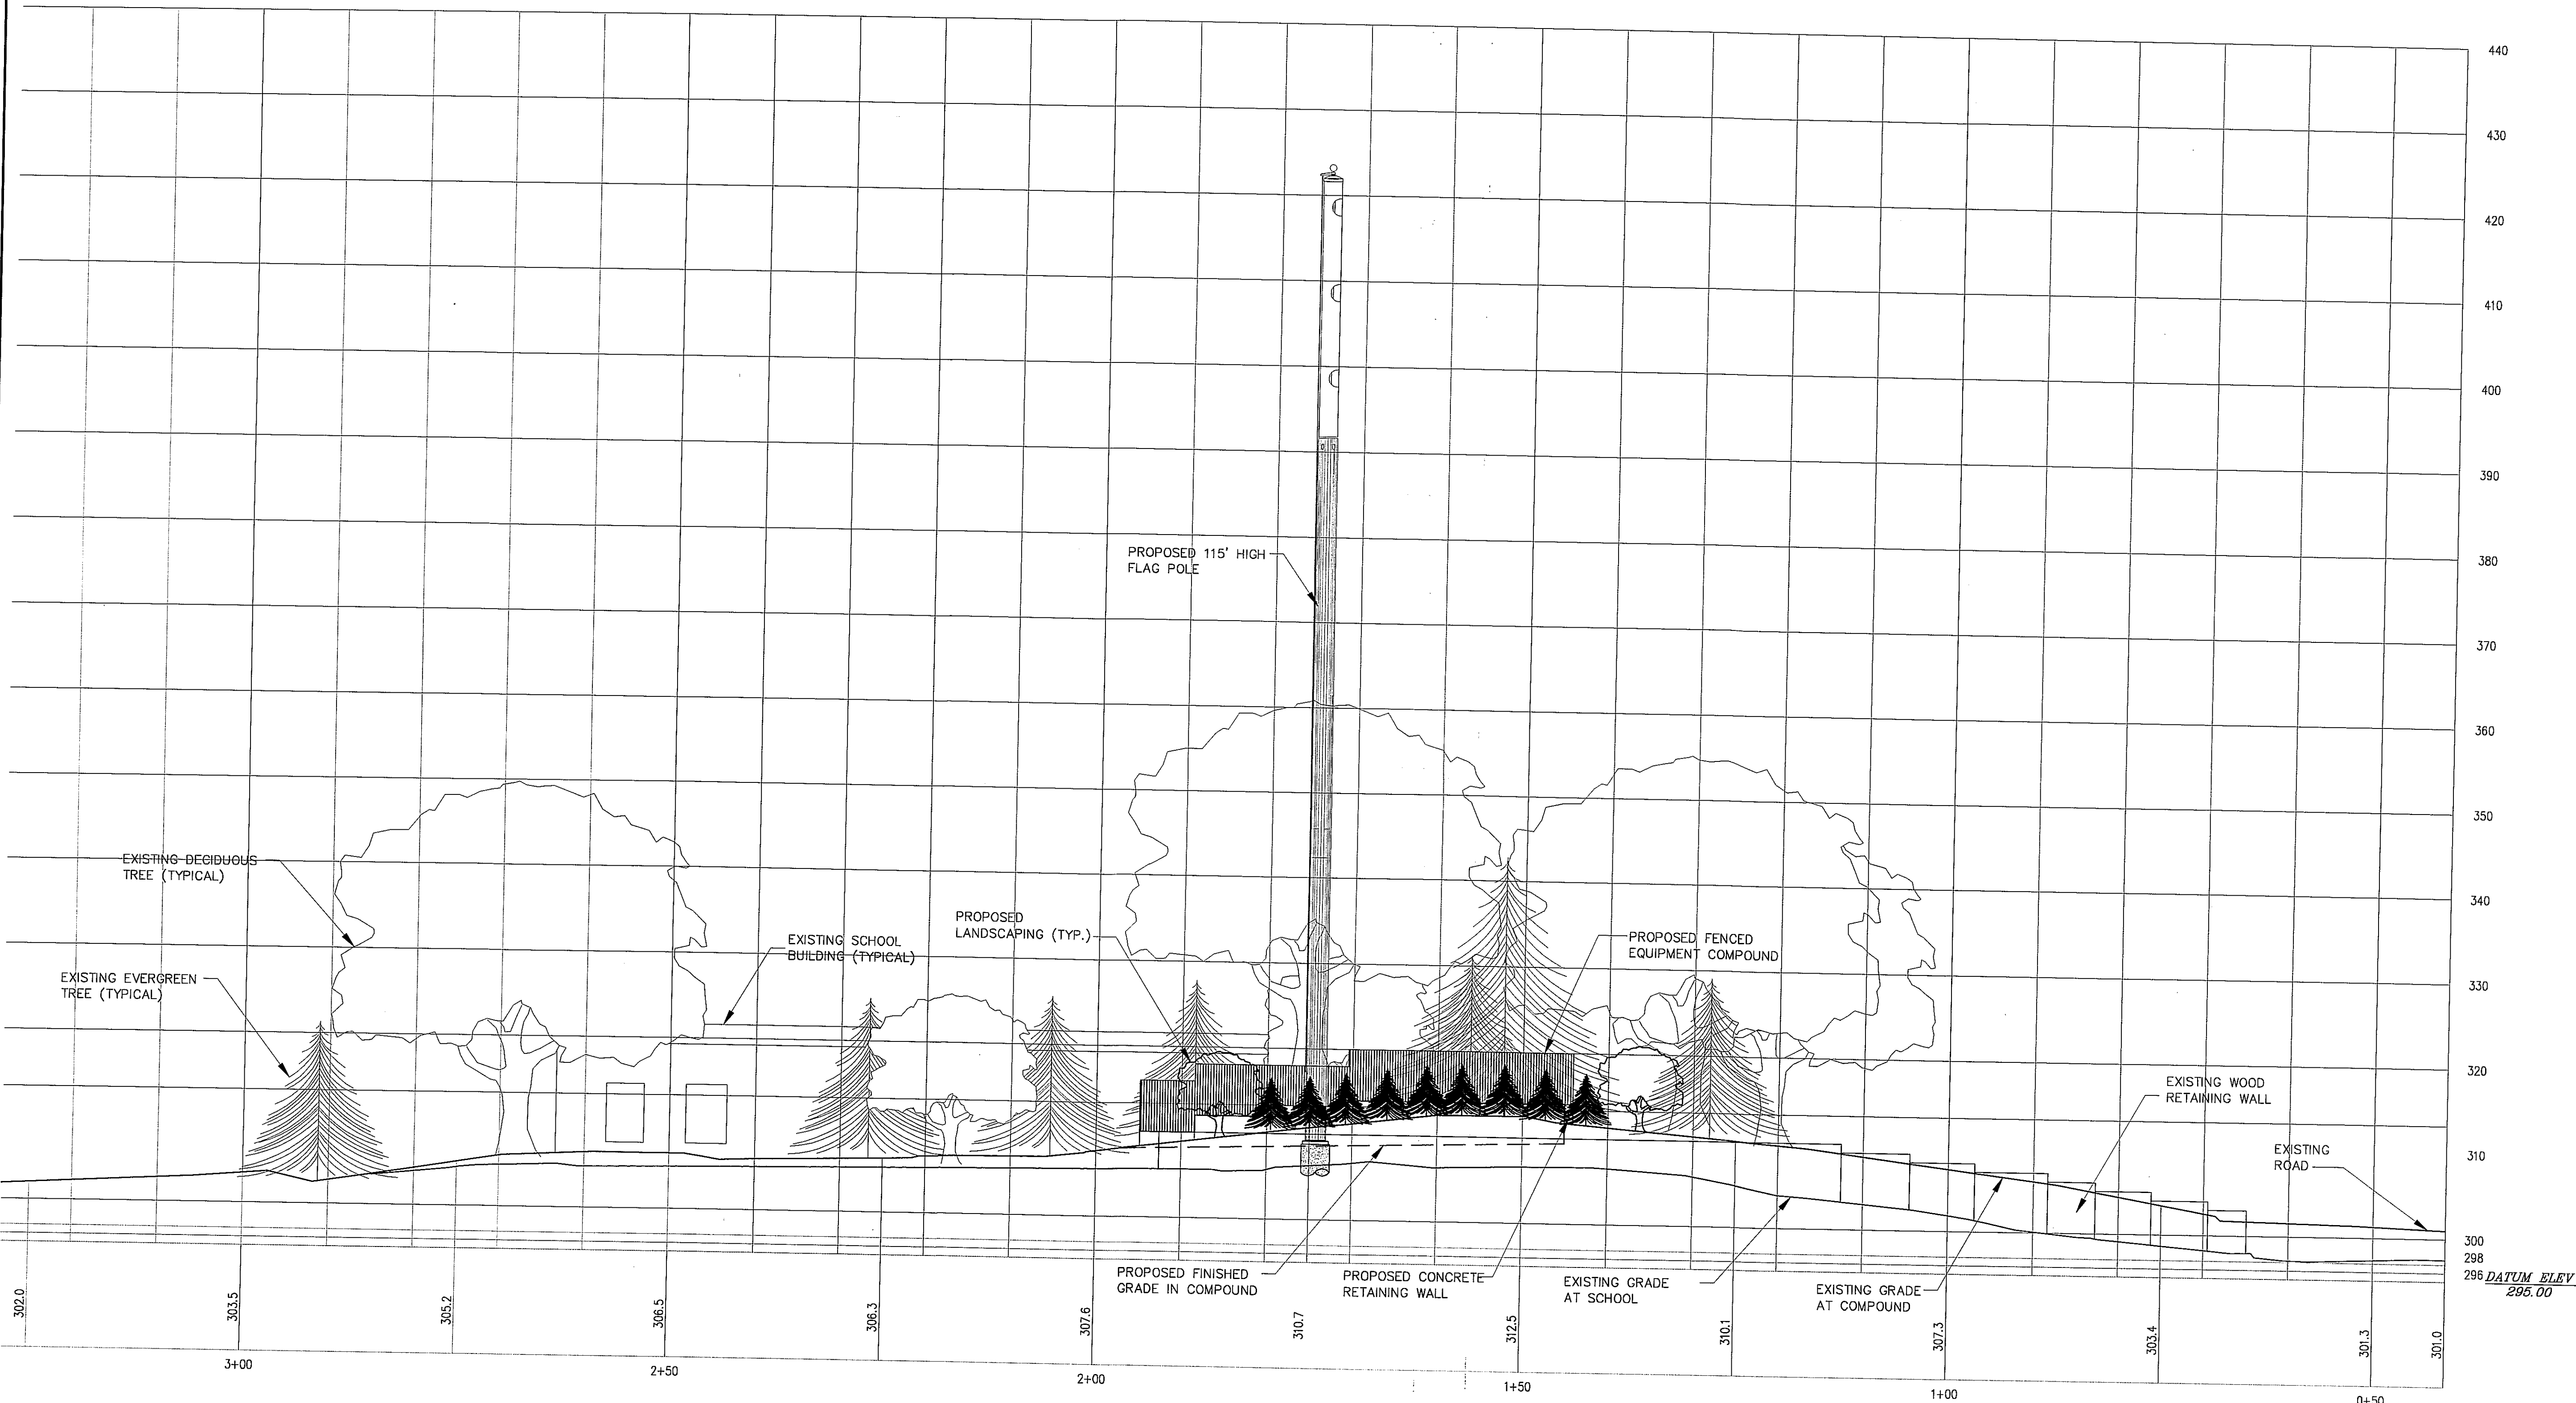 440
430
420
410
400
390
PROPOSED 115' HIGH
FLAG POLE
380
370
360
350
EXISTING DECIDUOUS
TREE (TYPICAL)
340
PROPOSED
LANDSCAPING (TYP.)
EXISTING SCHOOL
BUILDING (TYPICAL)
PROPOSED FENCED
EQUIPMENT COMPOUND
EXISTING EVERGREEN
TREE (TYPICAL)
330
320
EXISTING WOOD
RETAINING WALL
310
EXISTING
ROAD
300
298
296
DATUM ELEV
295.00
PROPOSED FINISHED
GRADE IN COMPOUND
PROPOSED CONCRETE
RETAINING WALL
EXISTING GRADE
AT SCHOOL
EXISTING GRADE
AT COMPOUND
302.0
303.5
305.2
306.5
306.3
307.6
310.7
312.5
310.1
307.3
303.4
301.3
301.0
3+00
2+50
2+00
1+50
1+00
0+50